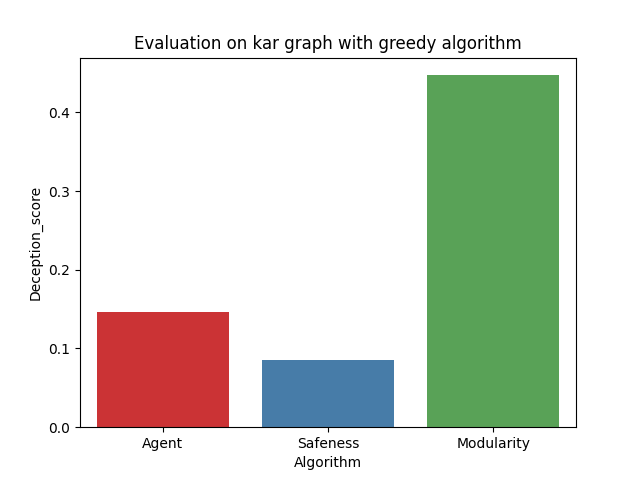 Evaluation on kar graph with greedy algorithm
Deception_score
0.4
0.3
0.2
0.1
0.0
Agent
Safeness
Modularity
Algorithm